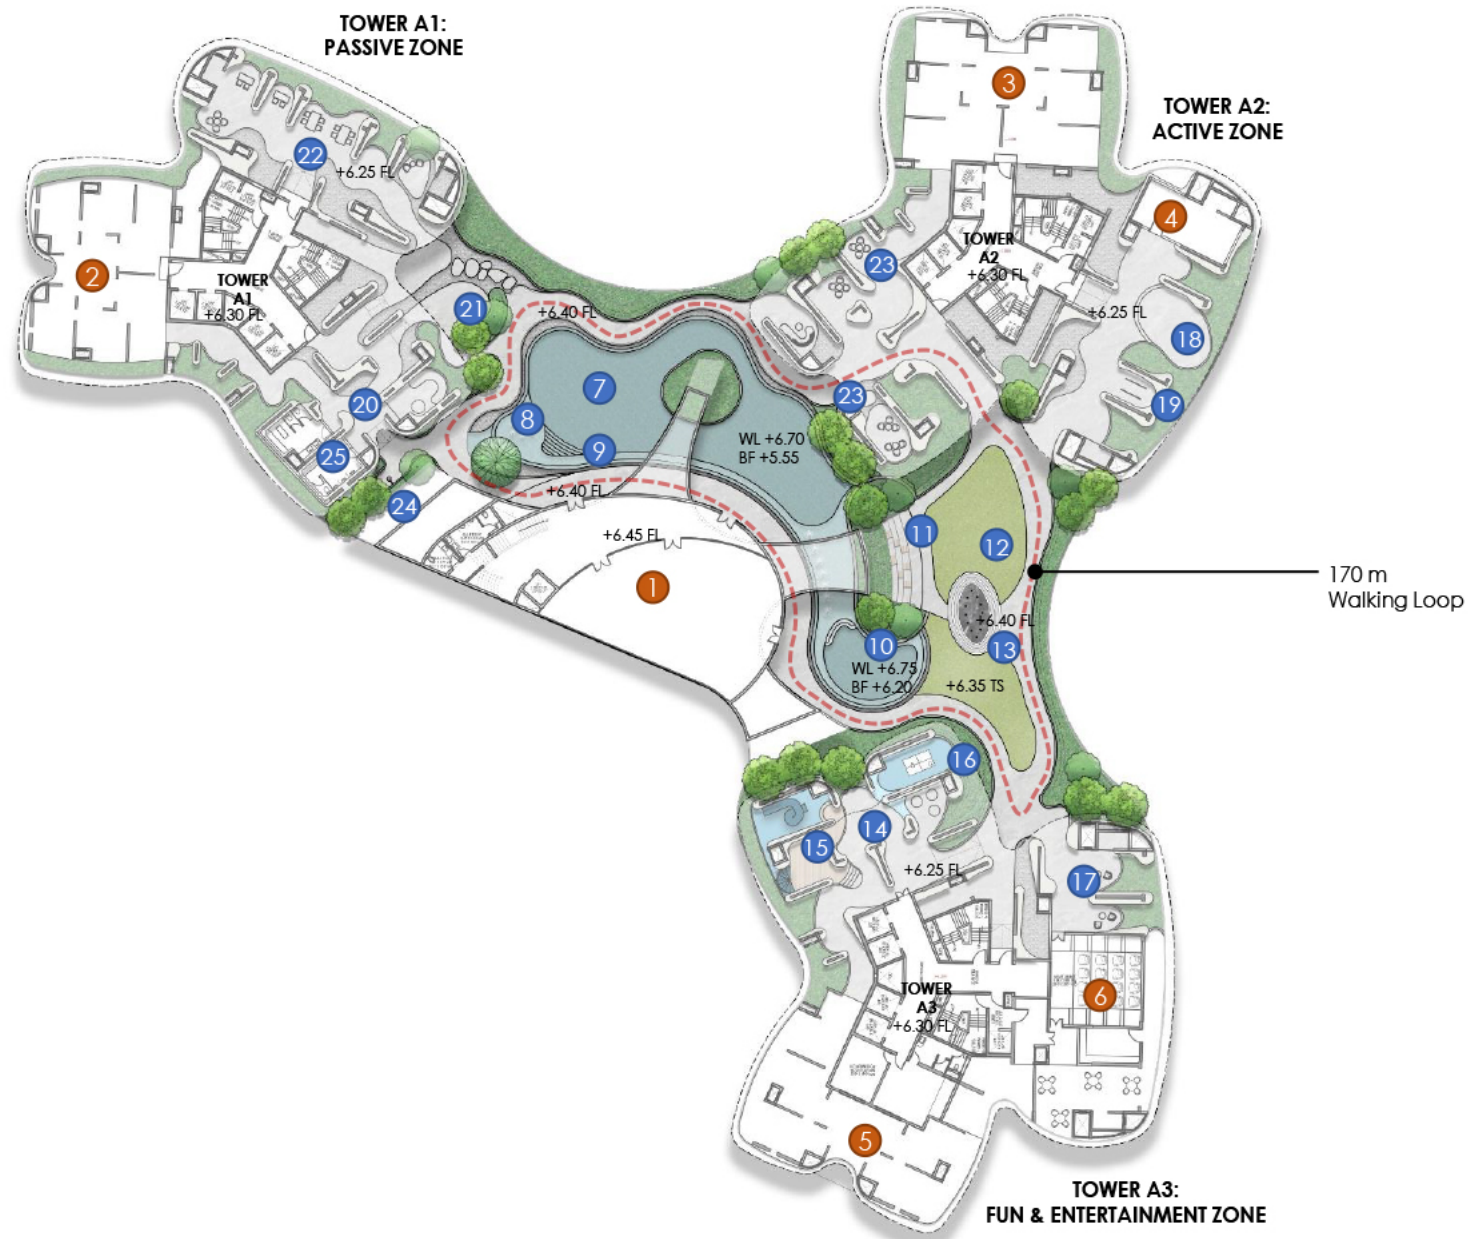 TOWER A1:
PASSIVE ZONE
3
TOWER A2:
ACTIVE ZONE
22
+6.25 FL
4
2
TOWER
A1
+6.30 FL
23
TOWER
A2
+6.30 FL
21
+6.40 FL
+6.25 FL
18
7
20
8
23
19
9
WL +6.70
BF +5.55
25
24
+6.40 FL
+6.45 FL
11
12
1
170 m
Walking Loop
+6.40 FL
10
13
WL +6.75
BF +6.20
+6.35 TS
16
14
15
+6.25 FL
17
TOWER
A3
+6.30 FL
6
5
TOWER A3:
FUN & ENTERTAINMENT ZONE